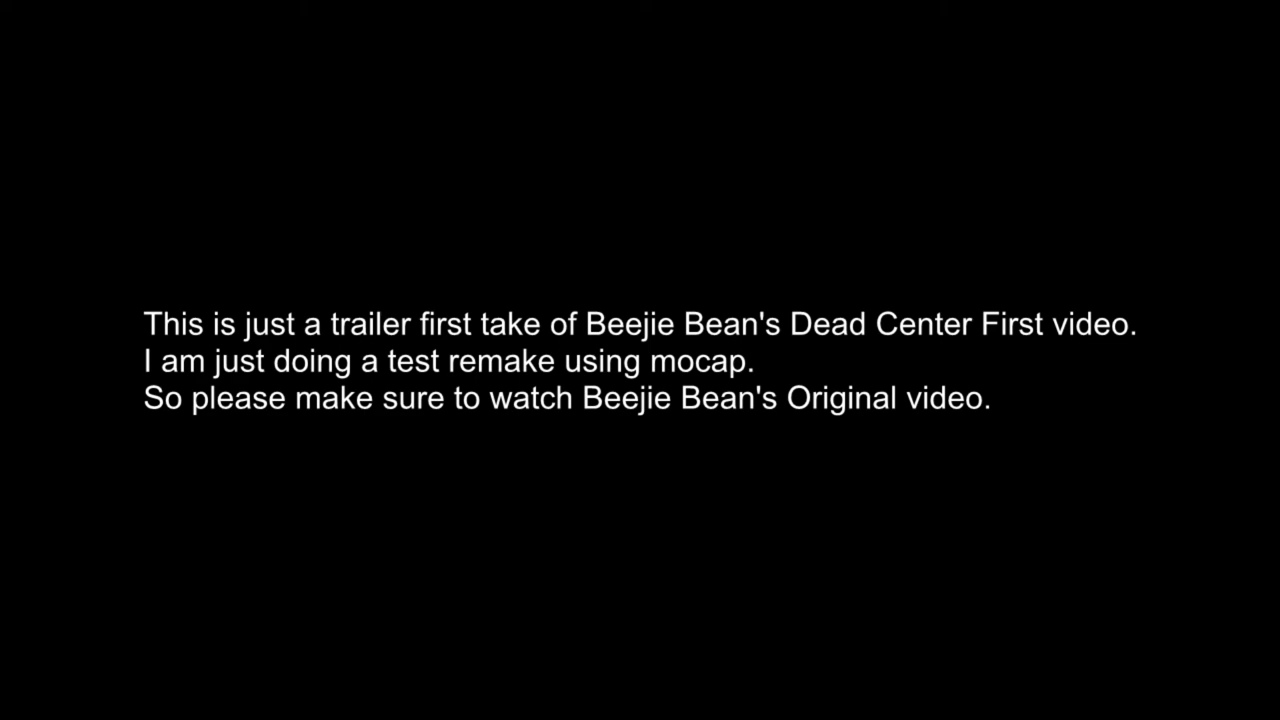 This is just a trailer first take of Beejie Bean's Dead Center First video.
I am just doing a test remake using mocap.
So please make sure to watch Beejie Bean's Original video.